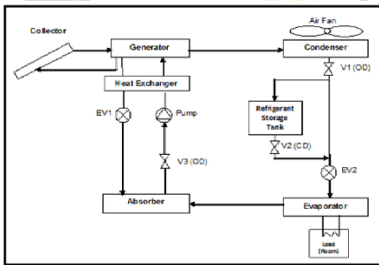 Air Fan
Collector
Generator
Condenser
V1 (OD)
Heat Exchanger
EV1
Pump
Refrigerant
Storage
Tank
V2 (CD)
V3 (OD)
EV2
Absorber
Evaporator
Load
(Room)